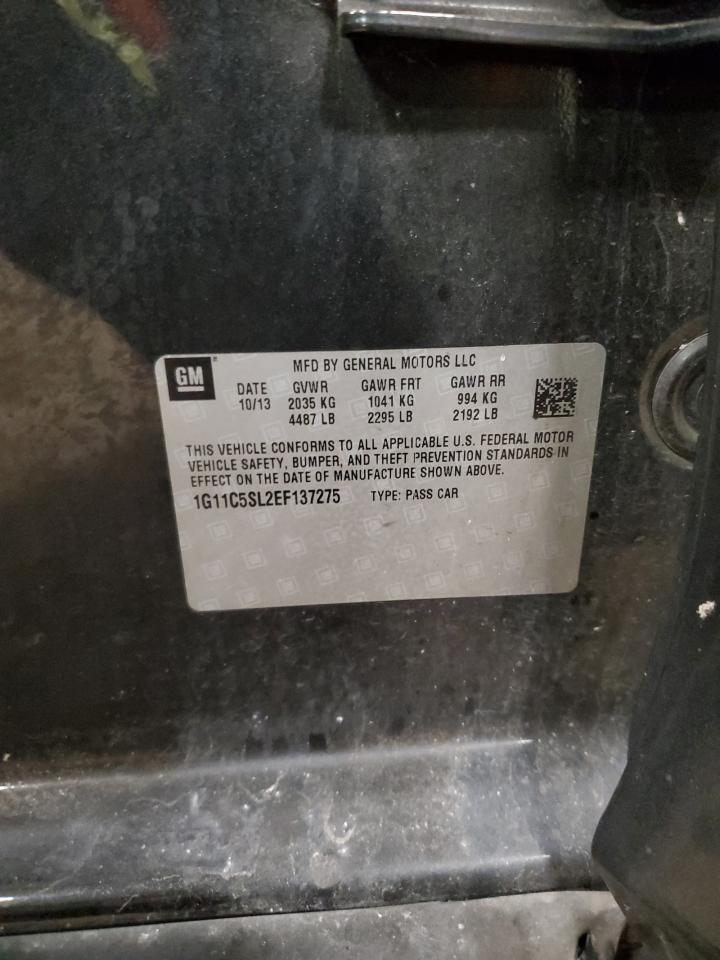 GM
MFD BY GENERAL MOTORS LLC
DATE GVWR GAWR FRT GAWR RR
10/13 2035 KG 1041 KG 994 KG
4487 LB 2295 LB 2192 LB
THIS VEHICLE CONFORMS TO ALL APPLICABLE U.S. FEDERAL MOTOR
VEHICLE SAFETY, BUMPER, AND THEFT PREVENTION STANDARDS IN
EFFECT ON THE DATE OF MANUFACTURE SHOWN ABOVE.
1G11C5SL2EF137275 TYPE: PASS CAR